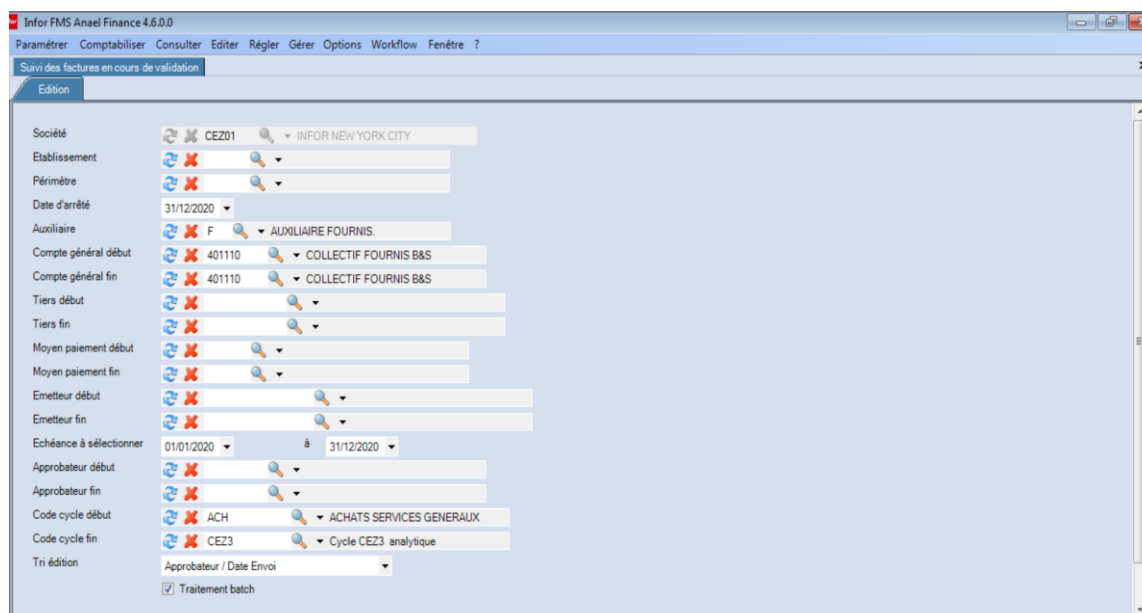 Infor FMS Anael Finance 4.6.0.0
Paramétrer Comptabiliser Consulter Editer Régler Gérer Options Workflow Fenêtre ?
Suivi des factures en cours de validation
Edition
Société CEZ01 INFOR NEW YORK CITY
Etablissement
Périmètre
Date d'arrêté 31/12/2020
Auxiliaire F AUXILIAIRE FOURNIS.
Compte général début 401110 COLLECTIF FOURNIS B&S
Compte général fin 401110 COLLECTIF FOURNIS B&S
Tiers début
Tiers fin
Moyen paiement début
Moyen paiement fin
Emetteur début
Emetteur fin
Echéance à sélectionner 01/01/2020 à 31/12/2020
Approbateur début
Approbateur fin
Code cycle début ACH ACHATS SERVICES GENERAUX
Code cycle fin CEZ3 Cycle CEZ3 analytique
Tri édition Approbateur / Date Envoi
Traitement batch